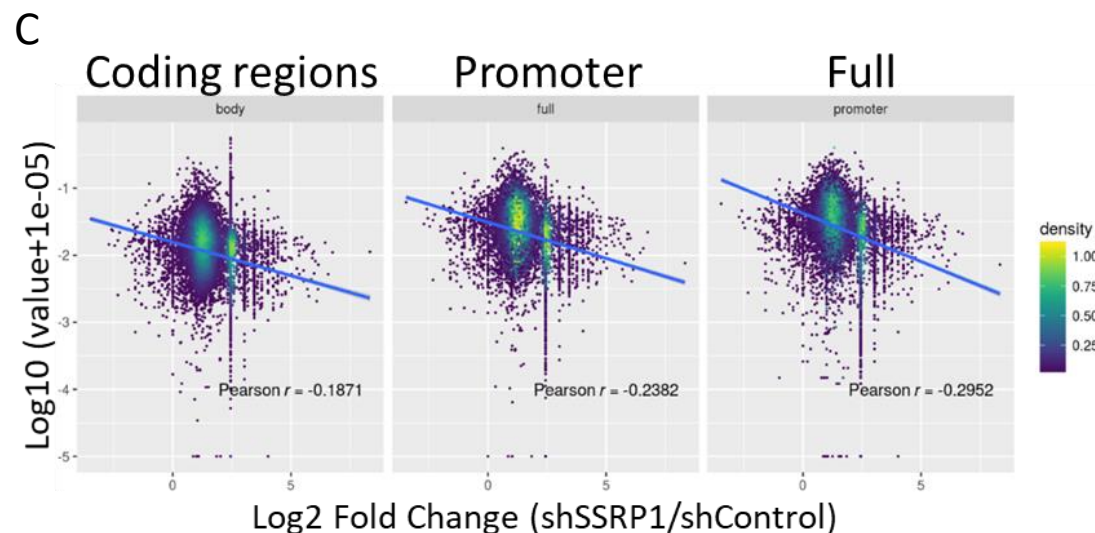 C
Coding regions Promoter Full
body full promoter
Log10 (value+1e-05)
-1
-2
-3
-4
-5
Pearson r = -0.1871 Pearson r = -0.2382 Pearson r = -0.2952
0 5 0 5 0 5
Log2 Fold Change (shSSRP1/shControl)
density
1.00
0.75
0.50
0.25